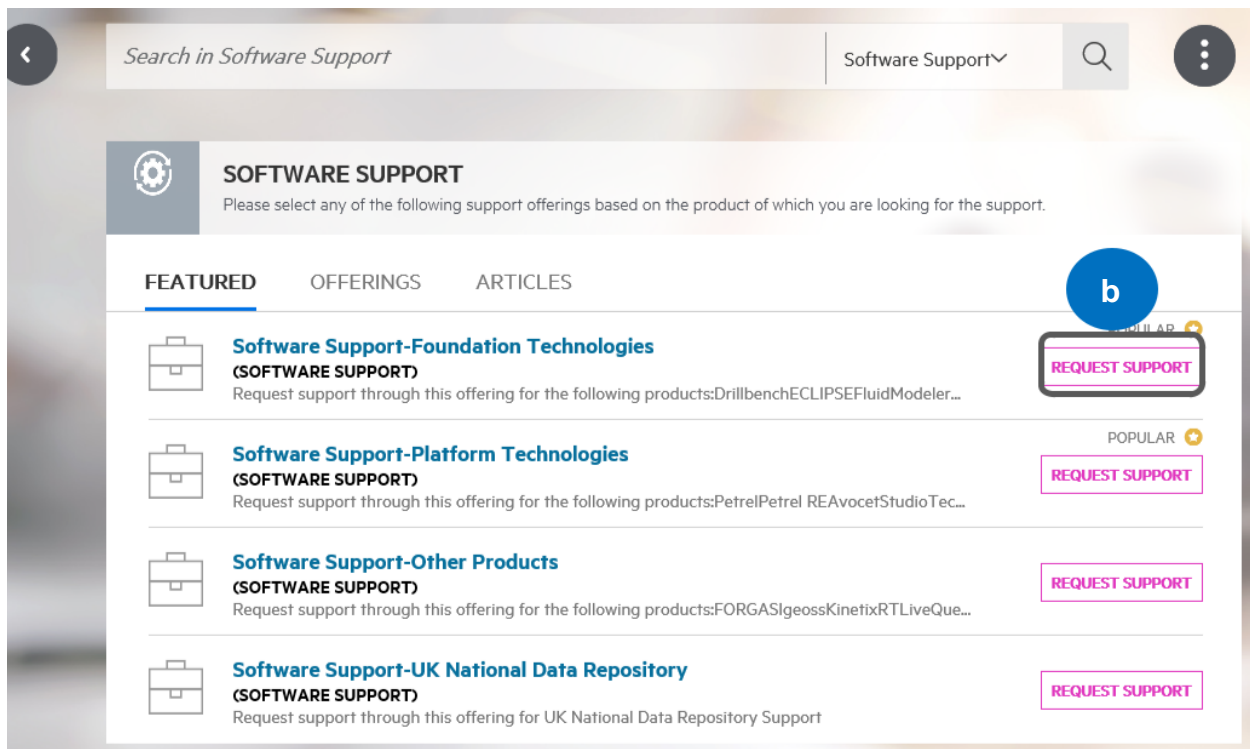 Search in Software Support
Software Support
SOFTWARE SUPPORT
Please select any of the following support offerings based on the product of which you are looking for the support.
FEATURED OFFERINGS ARTICLES
b
POPULAR
Software Support-Foundation Technologies
REQUEST SUPPORT
(SOFTWARE SUPPORT)
Request support through this offering for the following products:DrillbenchECLIPSEFluidModeler...
POPULAR
Software Support-Platform Technologies
REQUEST SUPPORT
(SOFTWARE SUPPORT)
Request support through this offering for the following products:PetrelPetrel REAvocetStudioTec...
Software Support-Other Products
REQUEST SUPPORT
(SOFTWARE SUPPORT)
Request support through this offering for the following products:FORGASIgeossKinetixRTLiveQue...
Software Support-UK National Data Repository
REQUEST SUPPORT
(SOFTWARE SUPPORT)
Request support through this offering for UK National Data Repository Support